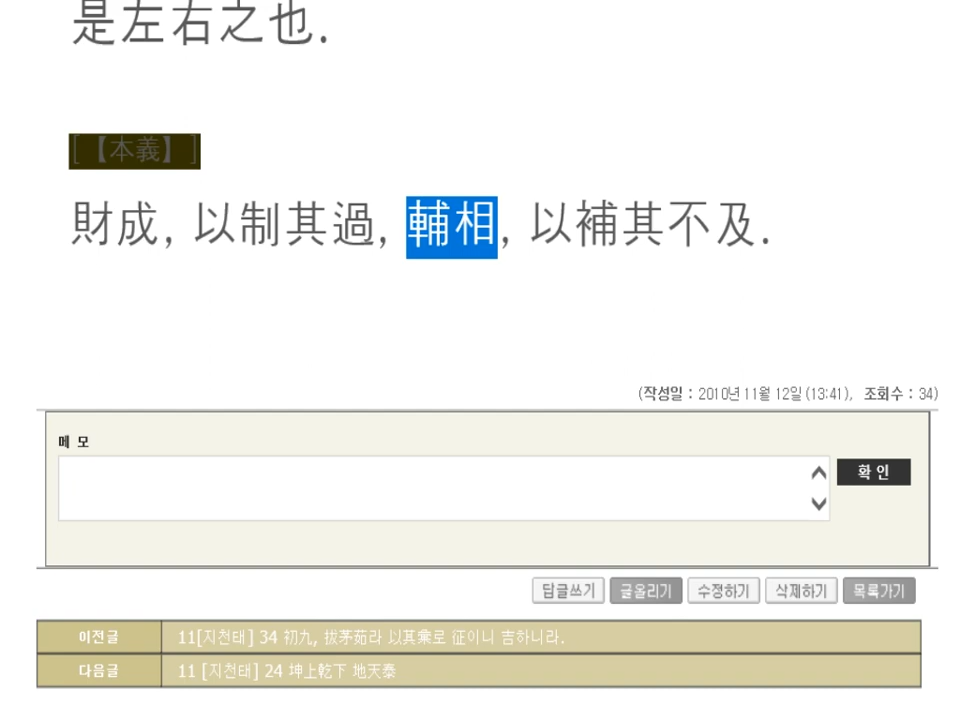 是左右之也.
[【本義】]
財成, 以制其過, 輔相, 以補其不及.
(작성일 : 2010년 11월 12일 (13:41), 조회수 : 34)
메 모
확 인
답글쓰기 글올리기 수정하기 삭제하기 목록가기
이전글 11[지천태] 34 初九, 拔茅茹라 以其彙로 征이니 吉하니라.
다음글 11 [지천태] 24 坤上乾下 地天泰